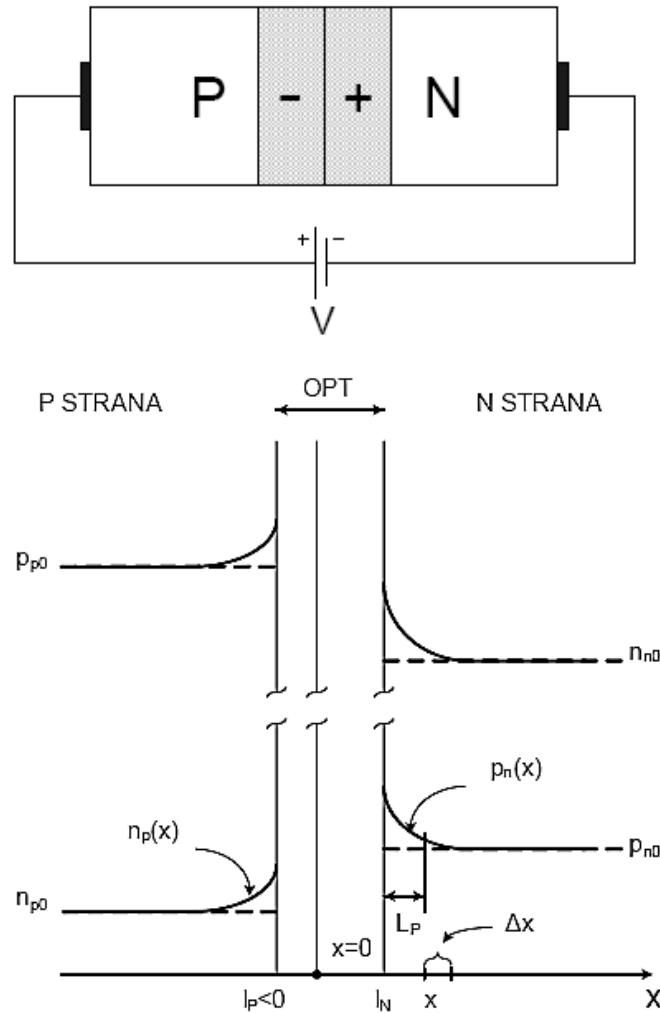 P - + N
+ −
V
OPT
P STRANA N STRANA
pp0
nn0
pn(x)
np(x)
pn0
np0
LP
Δx
x=0
lP<0 lN x x